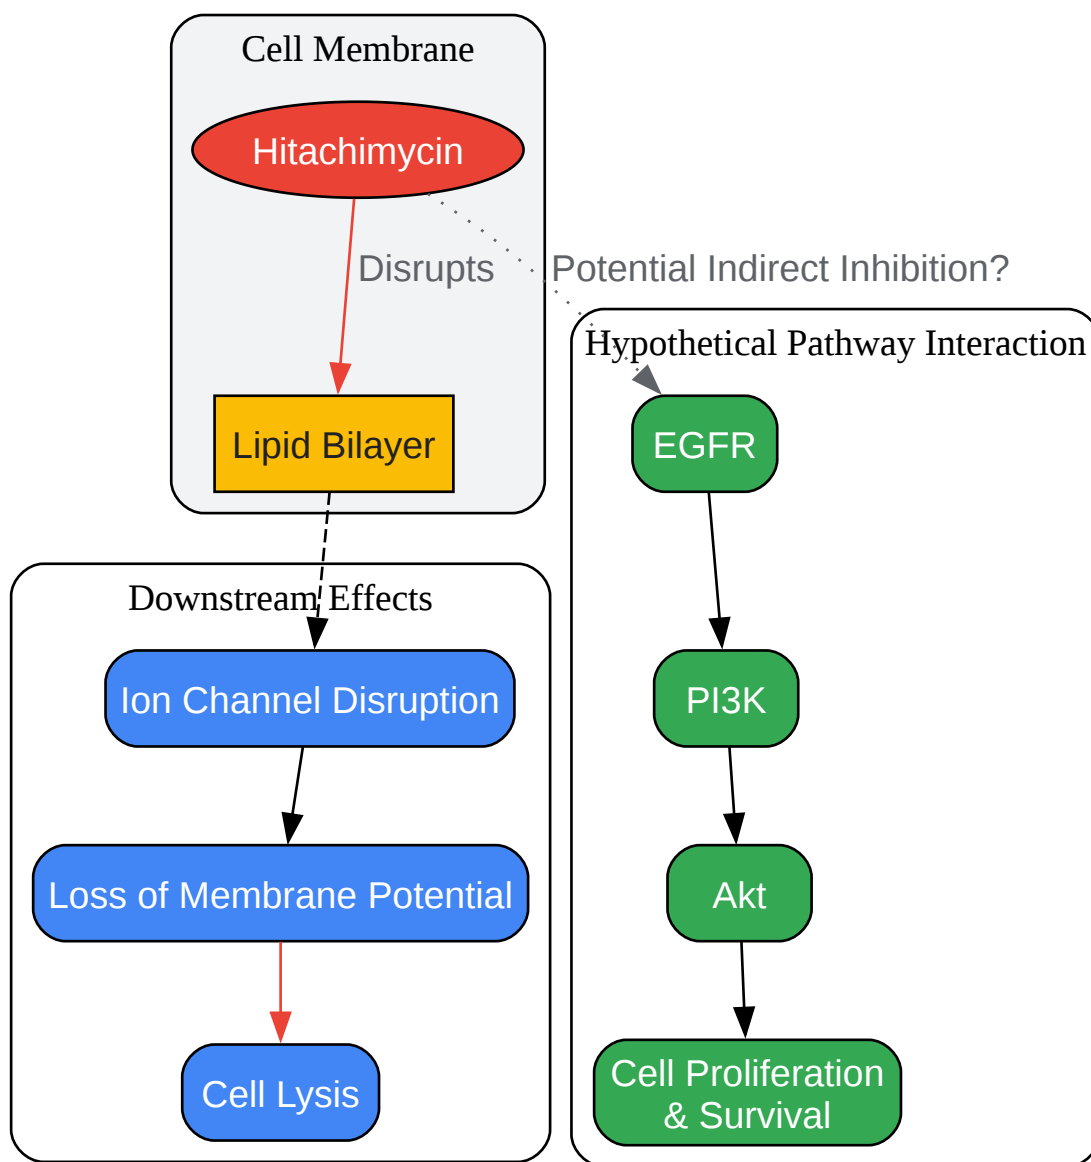 Cell Membrane
Hitachimycin
Disrupts
Potential Indirect Inhibition?
Hypothetical Pathway Interaction
Lipid Bilayer
EGFR
Downstream Effects
Ion Channel Disruption
PI3K
Loss of Membrane Potential
Akt
Cell Lysis
Cell Proliferation
& Survival